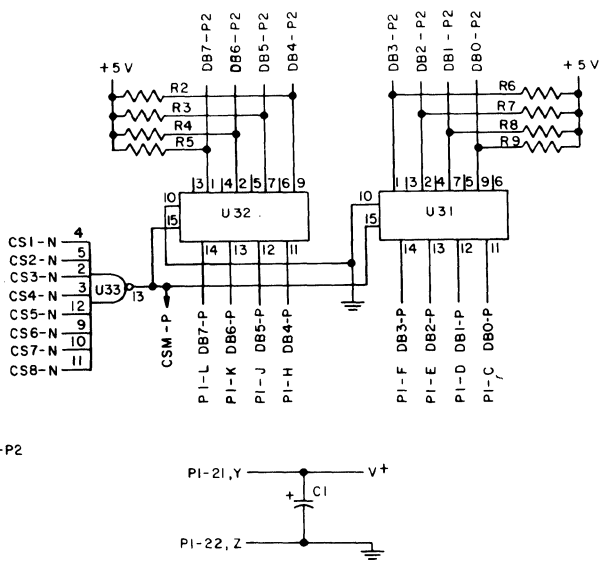 DB7-P2
DB6-P2
DB5-P2
DB4-P2
DB3-P2
DB2-P2
DB1-P2
DB0-P2
+5V
+5V
R2
R3
R4
R5
R6
R7
R8
R9
3 1 4 2 5 7 6 9
10
15
U32
14 13 12 11
1 3 2 4 7 5 9 6
10
15
U31
14 13 12 11
CS1-N 4
CS2-N 5
CS3-N 2
CS4-N 3
CS5-N 12
CS6-N 9
CS7-N 10
CS8-N 11
U33
13
CSM-P
P1-L DB7-P
P1-K DB6-P
P1-J DB5-P
P1-H DB4-P
P1-F DB3-P
P1-E DB2-P
P1-D DB1-P
P1-C DB0-P
-P2
P1-21,Y
V+
+
C1
P1-22,Z